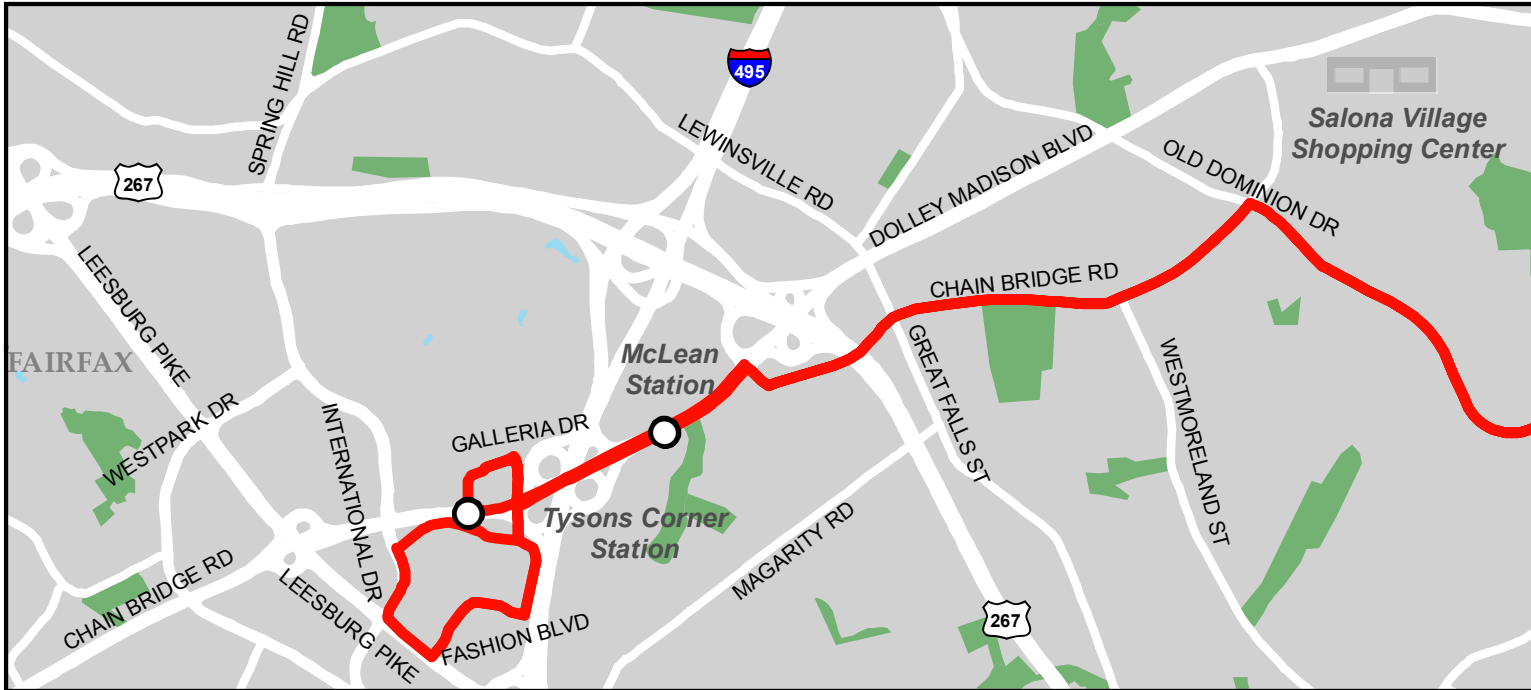 SPRING HILL RD
495
LEWINSVILLE RD
Salona Village
Shopping Center
267
DOLLEY MADISON BLVD
OLD DOMINION DR
LEESBURG PIKE
CHAIN BRIDGE RD
FAIRFAX
McLean
Station
GREAT FALLS ST
WESTMORELAND ST
WESTPARK DR
INTERNATIONAL DR
GALLERIA DR
Tysons Corner
Station
MAGARITY RD
CHAIN BRIDGE RD
LEESBURG PIKE
FASHION BLVD
267